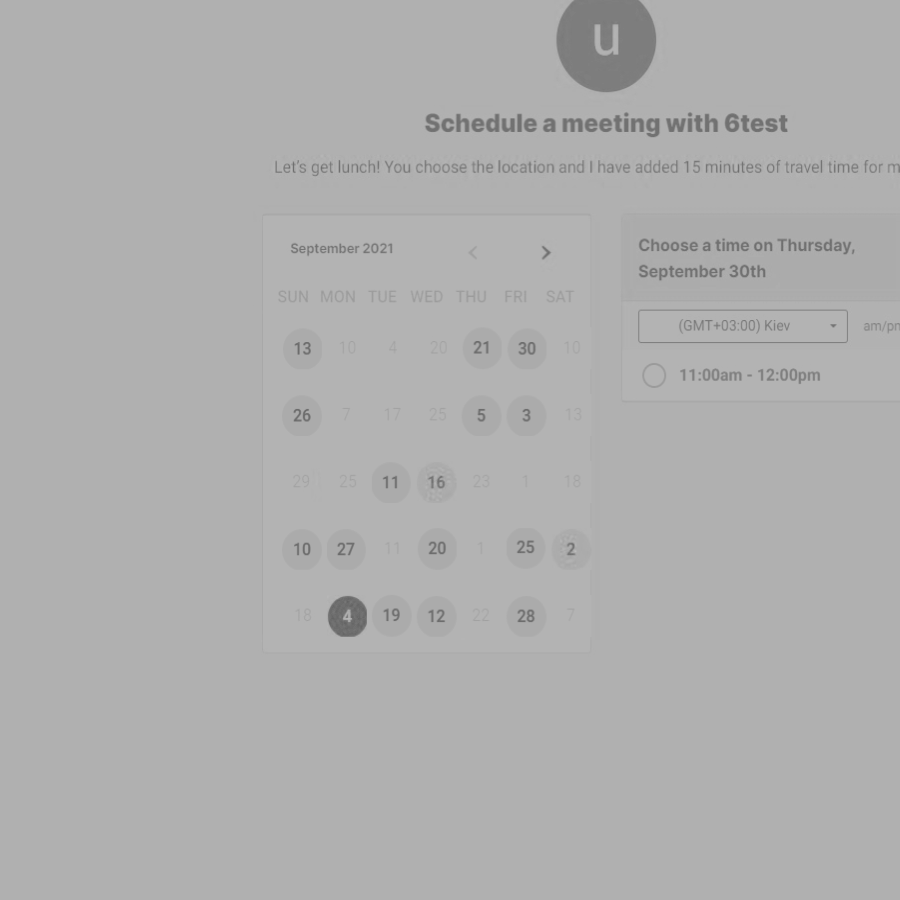 u
Schedule a meeting with 6test
Let's get lunch! You choose the location and I have added 15 minutes of travel time for m
September 2021
SUN MON TUE WED THU FRI SAT
13 10 4 20 21 30 10
26 7 17 25 5 3 13
29 25 11 16 23 1 18
10 27 11 20 1 25 2
18 4 19 12 22 28 7
Choose a time on Thursday,
September 30th
(GMT+03:00) Kiev am/pm
11:00am - 12:00pm